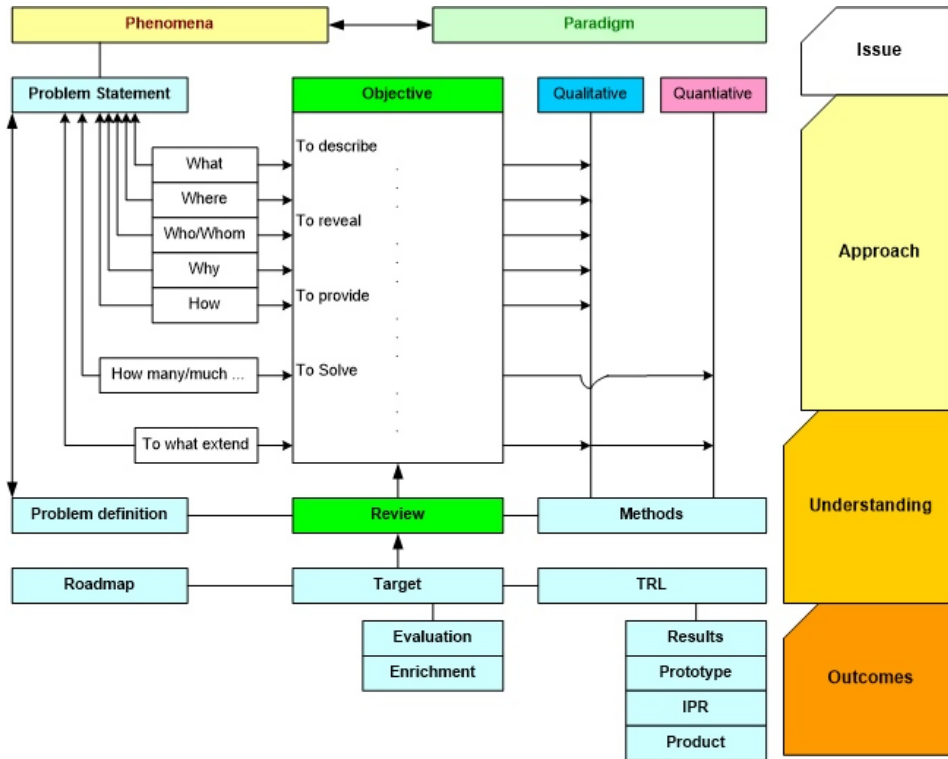 Phenomena
Paradigm
Issue
Problem Statement
Objective
Qualitative
Quantiative
To describe
What
Where
To reveal
Who/Whom
Why
Approach
To provide
How
To Solve
How many/much ...
To what extend
Problem definition
Review
Methods
Understanding
Roadmap
Target
TRL
Evaluation
Results
Enrichment
Prototype
Outcomes
IPR
Product